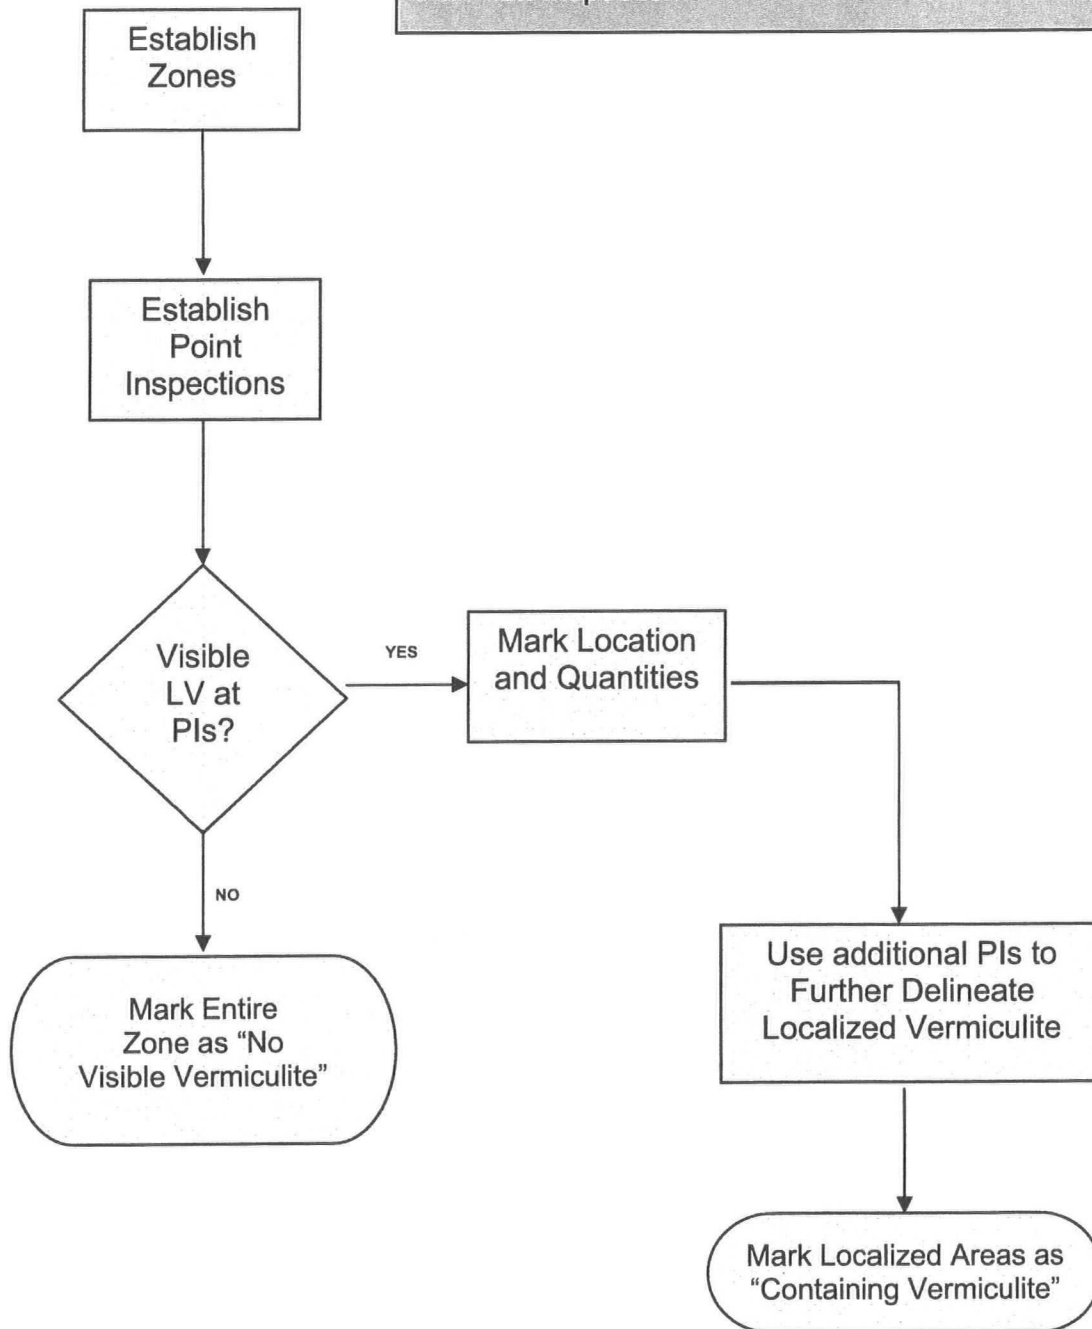 Establish
Zones
Establish
Point
Inspections
Visible
LV at
PIs?
YES
Mark Location
and Quantities
NO
Mark Entire
Zone as “No
Visible Vermiculite”
Use additional PIs to
Further Delineate
Localized Vermiculite
Mark Localized Areas as
“Containing Vermiculite”